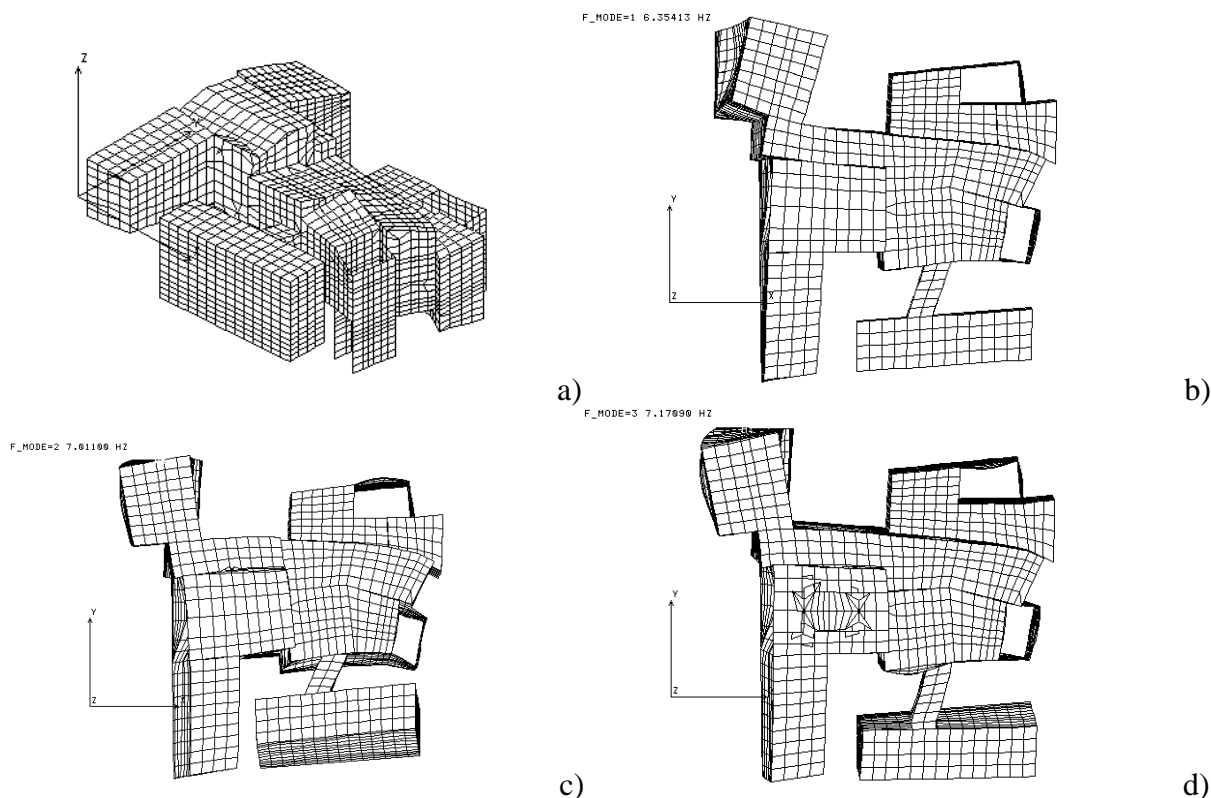 F_MODE=1 6.35413 HZ
Z
Y
Z
X
a)
b)
F_MODE=2 7.01100 HZ
F_MODE=3 7.17090 HZ
Y
Z
Y
Z
c)
d)